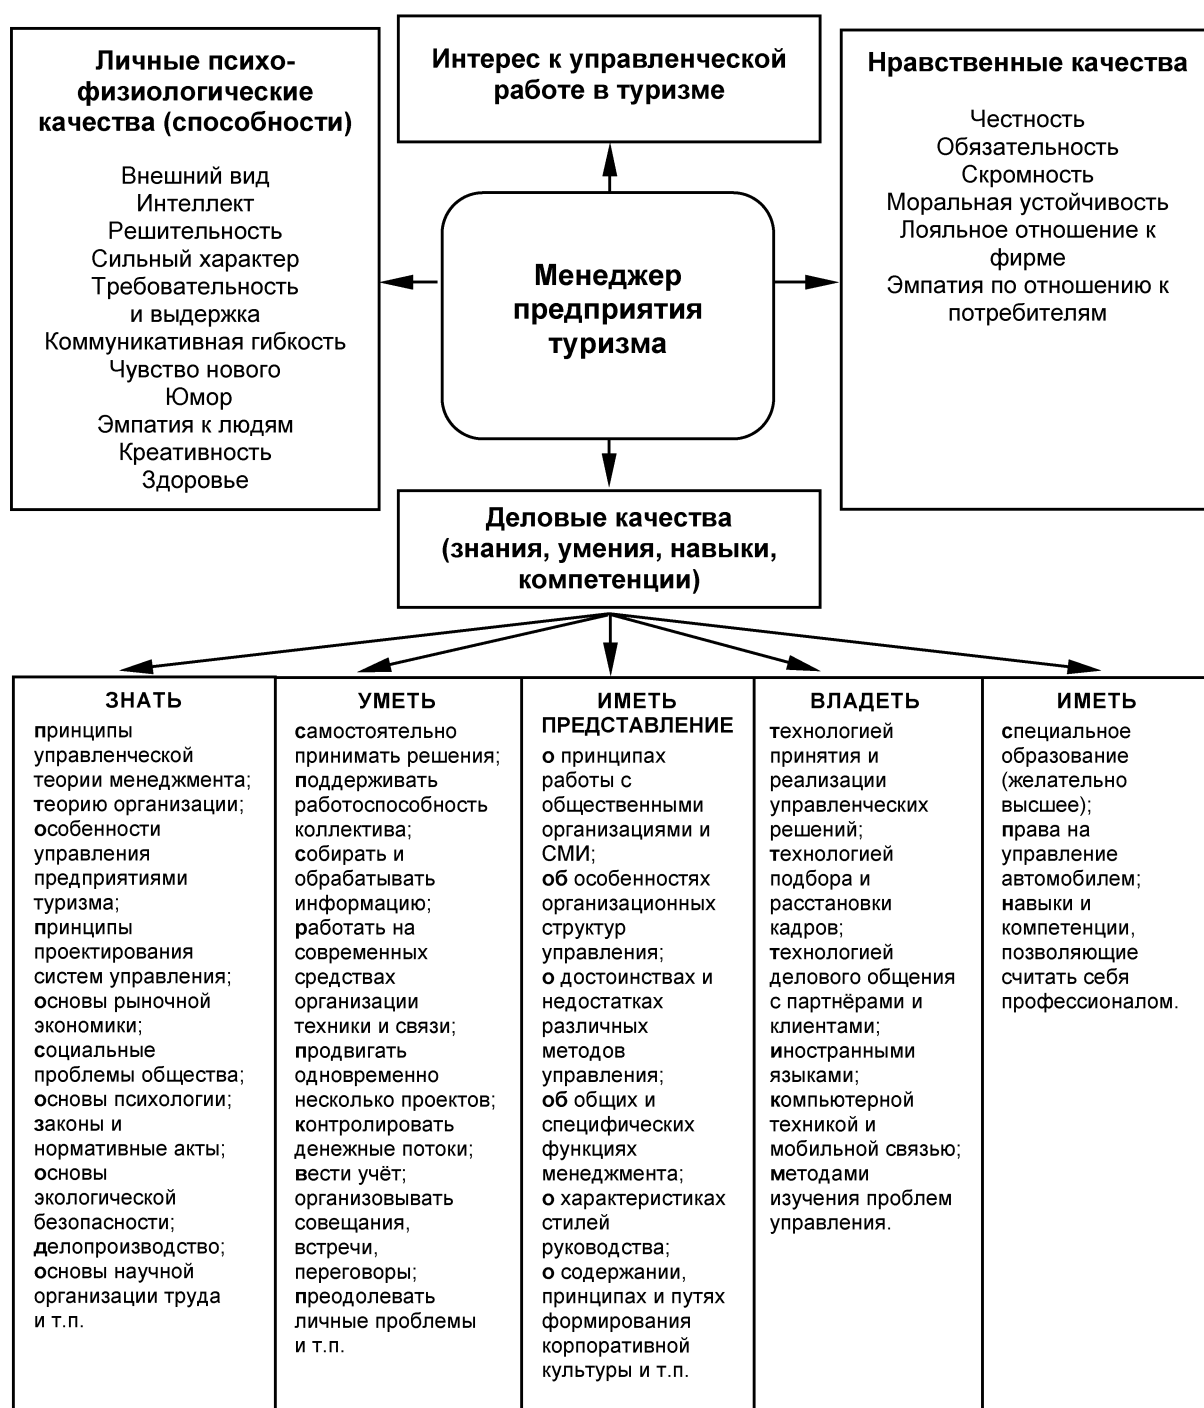 Личные психо-
физиологические
качества (способности)
Внешний вид
Интеллект
Решительность
Сильный характер
Требовательность
и выдержка
Коммуникативная гибкость
Чувство нового
Юмор
Эмпатия к людям
Креативность
Здоровье
Интерес к управленческой
работе в туризме
Нравственные качества
Честность
Обязательность
Скромность
Моральная устойчивость
Лояльное отношение к
фирме
Эмпатия по отношению к
потребителям
Менеджер
предприятия
туризма
Деловые качества
(знания, умения, навыки,
компетенции)
ЗНАТЬ
принципы
управленческой
теории менеджмента;
теорию организации;
особенности
управления
предприятиями
туризма;
принципы
проектирования
систем управления;
основы рыночной
экономики;
социальные
проблемы общества;
основы психологии;
законы и
нормативные акты;
основы
экологической
безопасности;
делопроизводство;
основы научной
организации труда
и т.п.
УМЕТЬ
самостоятельно
принимать решения;
поддерживать
работоспособность
коллектива;
собирать и
обрабатывать
информацию;
работать на
современных
средствах
организации
техники и связи;
продвигать
одновременно
несколько проектов;
контролировать
денежные потоки;
вести учёт;
организовывать
совещания,
встречи,
переговоры;
преодолевать
личные проблемы
и т.п.
ИМЕТЬ
ПРЕДСТАВЛЕНИЕ
о принципах
работы с
общественными
организациями и
СМИ;
об особенностях
организационных
структур
управления;
о достоинствах и
недостатках
различных
методов
управления;
об общих и
специфических
функциях
менеджмента;
о характеристиках
стилей
руководства;
о содержании,
принципах и путях
формирования
корпоративной
культуры и т.п.
ВЛАДЕТЬ
технологией
принятия и
реализации
управленческих
решений;
технологией
подбора и
расстановки
кадров;
технологией
делового общения
с партнёрами и
клиентами;
иностранными
языками;
компьютерной
техникой и
мобильной связью;
методами
изучения проблем
управления.
ИМЕТЬ
специальное
образование
(желательно
высшее);
права на
управление
автомобилем;
навыки и
компетенции,
позволяющие
считать себя
профессионалом.